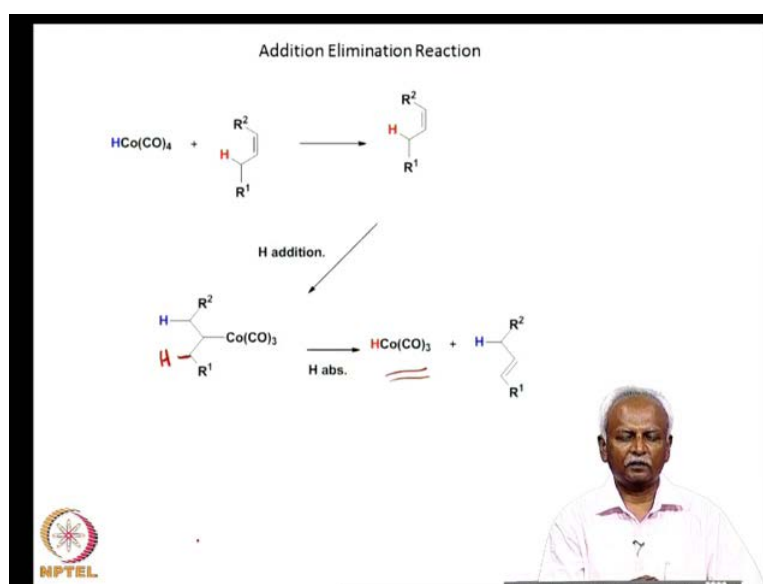 Addition Elimination Reaction
HCo(CO)₄ + R² H R¹
R² H R¹
H addition.
H R² Co(CO)₃ H R¹
H abs.
HCo(CO)₃ + H R² R¹
NPTEL